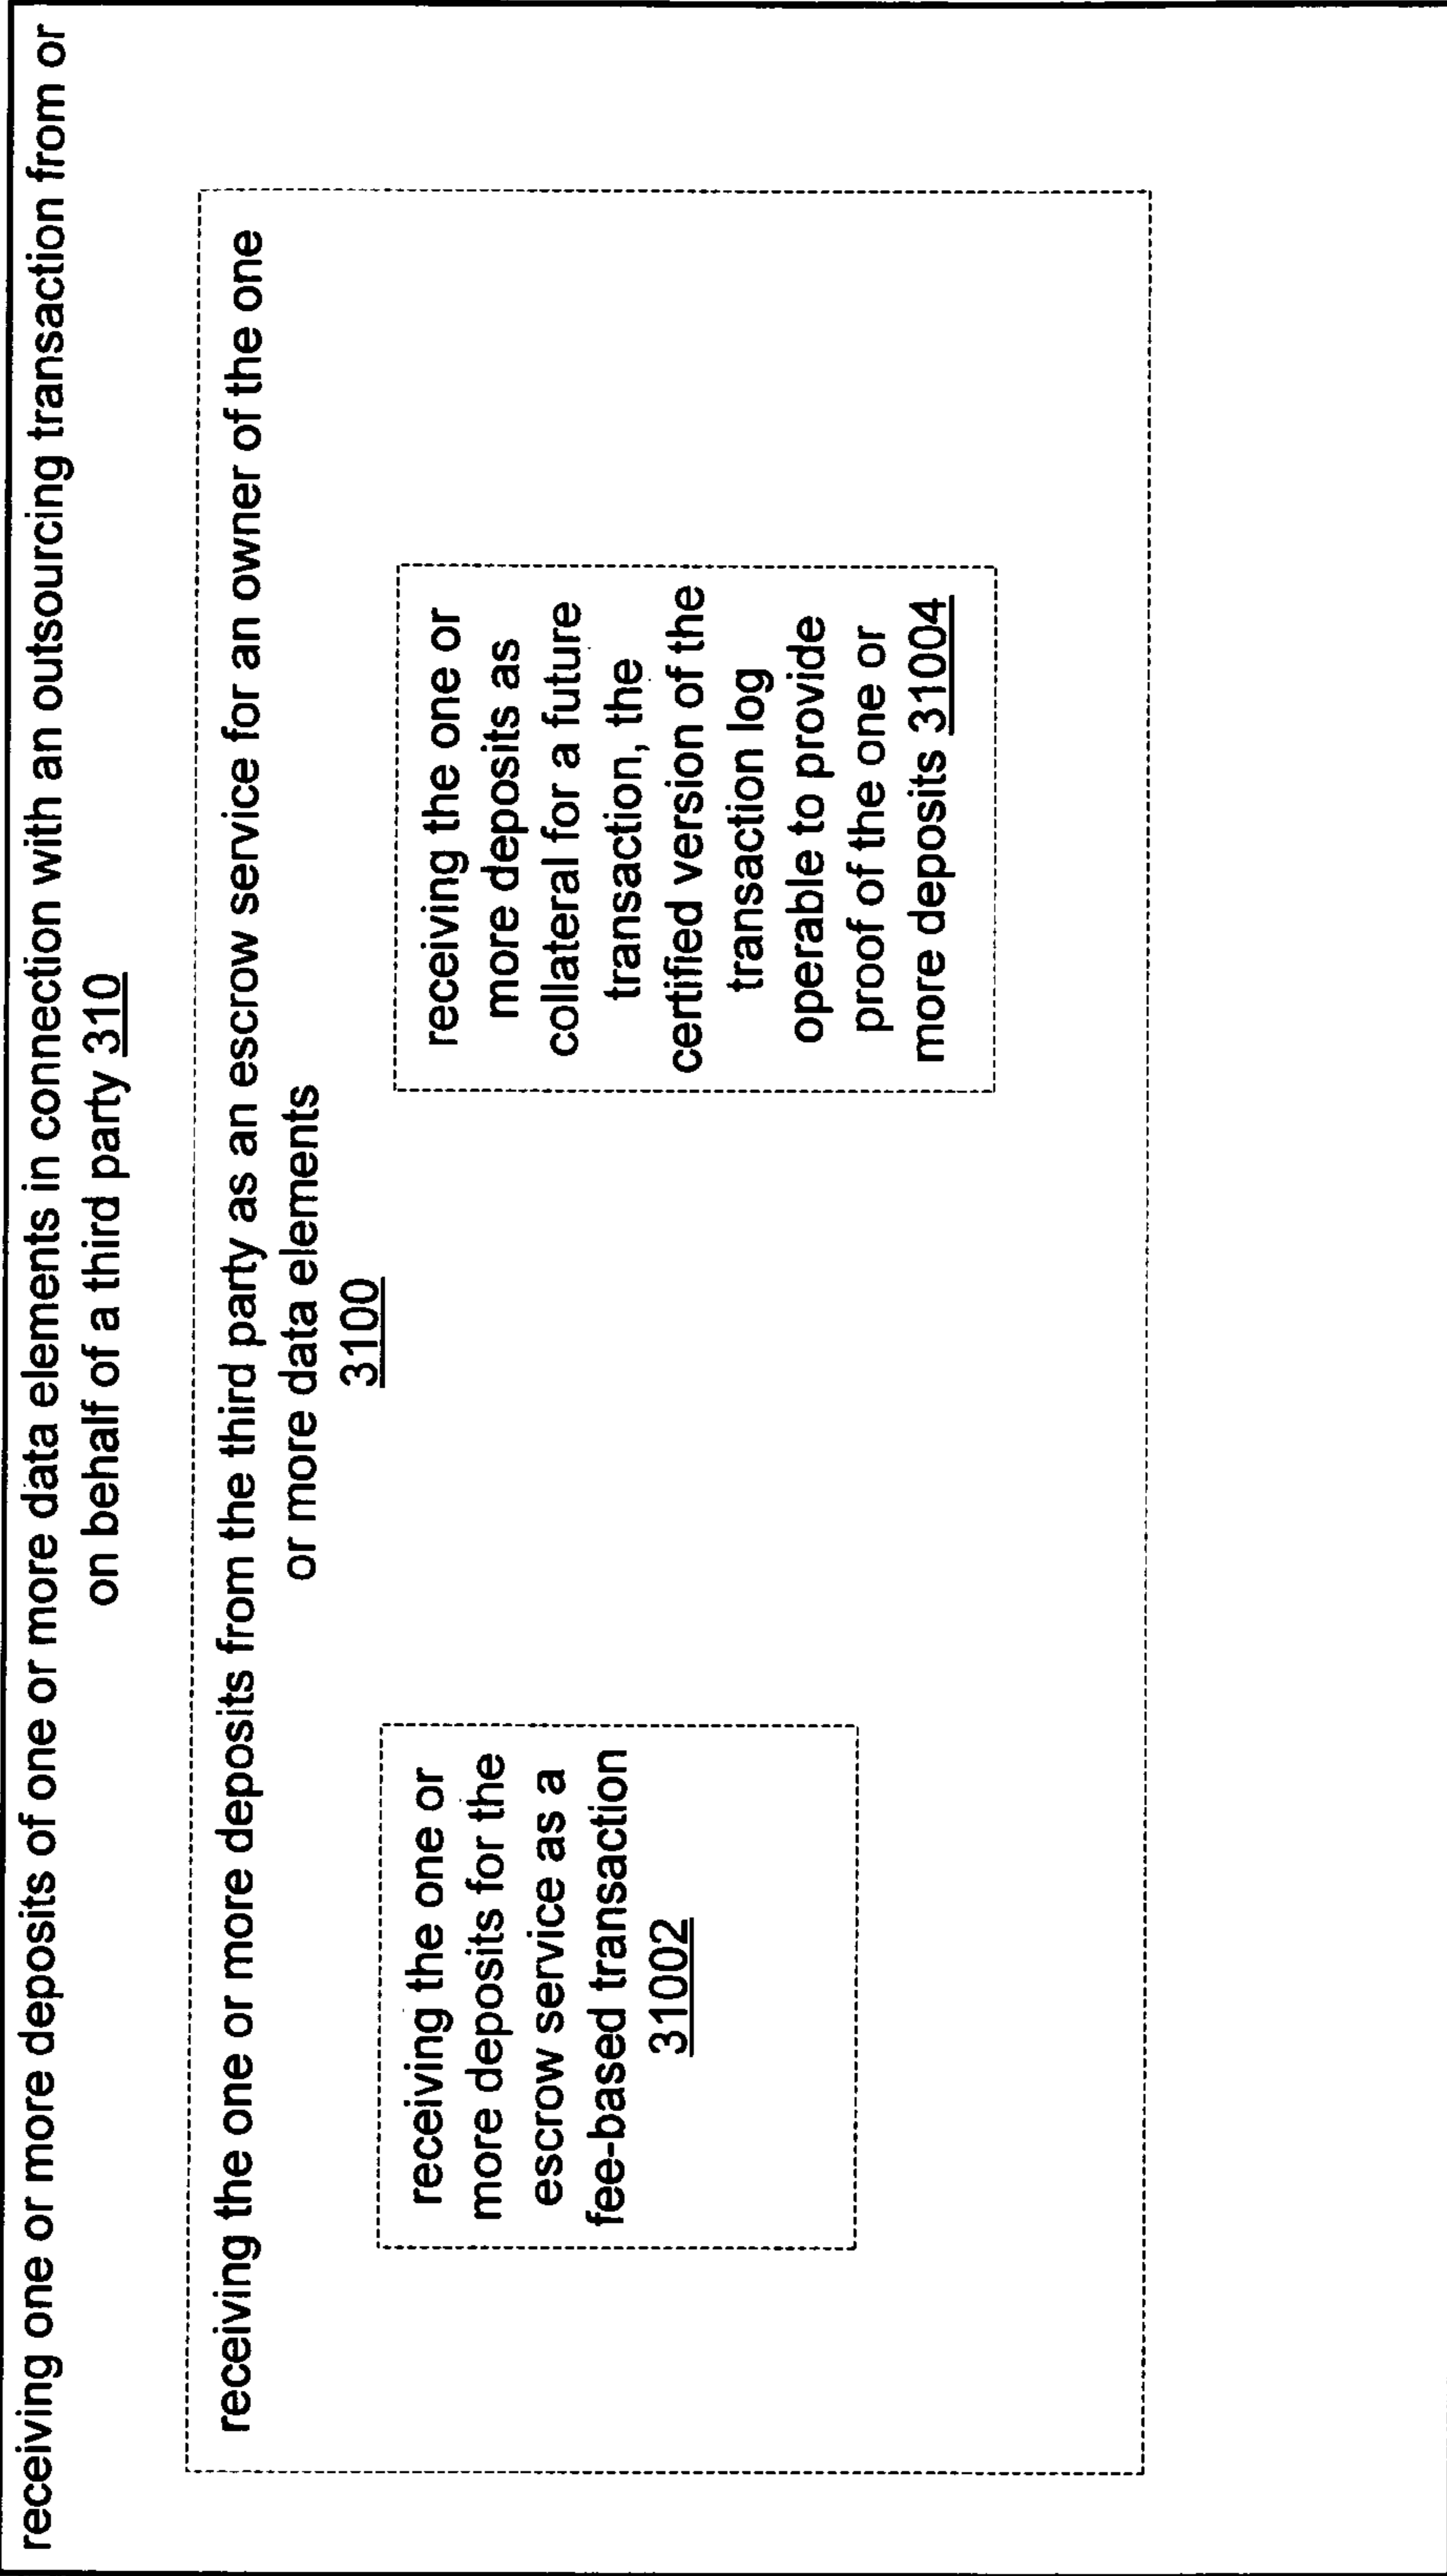 receiving one or more deposits of one or more data elements in connection with an outsourcing transaction from or
on behalf of a third party 310
receiving the one or more deposits from the third party as an escrow service for an owner of the one
or more data elements
3100
receiving the one or
more deposits for the
escrow service as a
fee-based transaction
31002
receiving the one or
more deposits as
collateral for a future
transaction, the
certified version of the
transaction log
operable to provide
proof of the one or
more deposits 31004